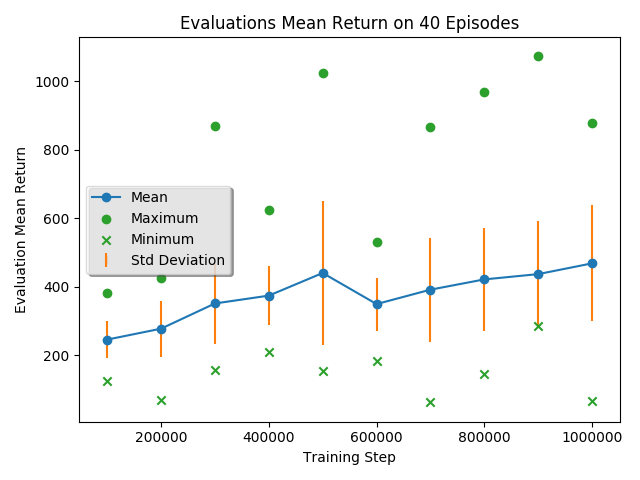 Evaluations Mean Return on 40 Episodes
Evaluation Mean Return
1000
800
600
400
200
Mean
Maximum
Minimum
Std Deviation
200000 400000 600000 800000 1000000
Training Step